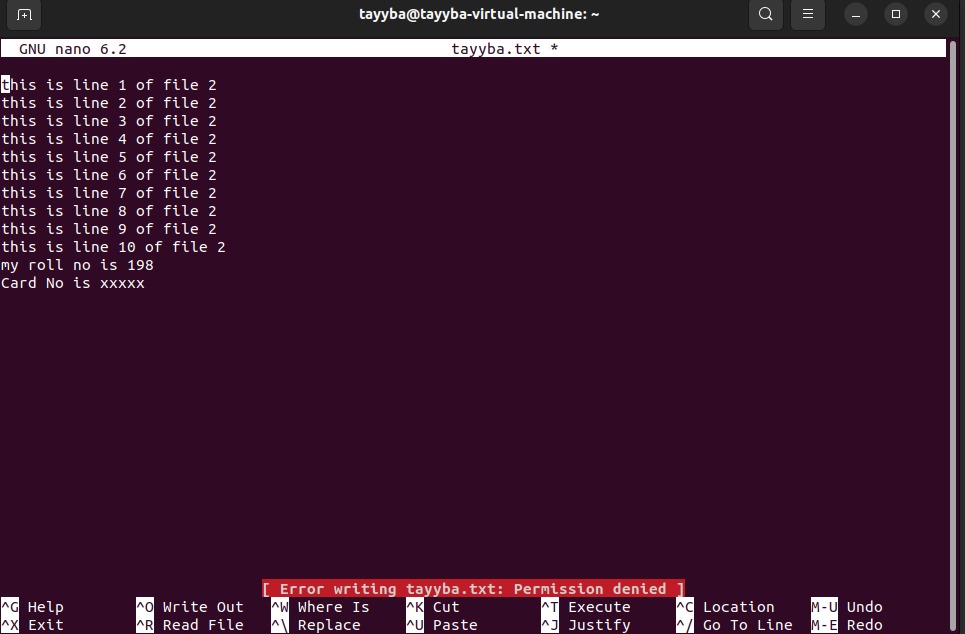 tayyba@tayyba-virtual-machine: ~
GNU nano 6.2 tayyba.txt *
this is line 1 of file 2
this is line 2 of file 2
this is line 3 of file 2
this is line 4 of file 2
this is line 5 of file 2
this is line 6 of file 2
this is line 7 of file 2
this is line 8 of file 2
this is line 9 of file 2
this is line 10 of file 2
my roll no is 198
Card No is xxxxx
[ Error writing tayyba.txt: Permission denied ]
^G Help ^O Write Out ^W Where Is ^K Cut ^T Execute ^C Location M-U Undo
^X Exit ^R Read File ^\ Replace ^U Paste ^J Justify ^/ Go To Line M-E Redo